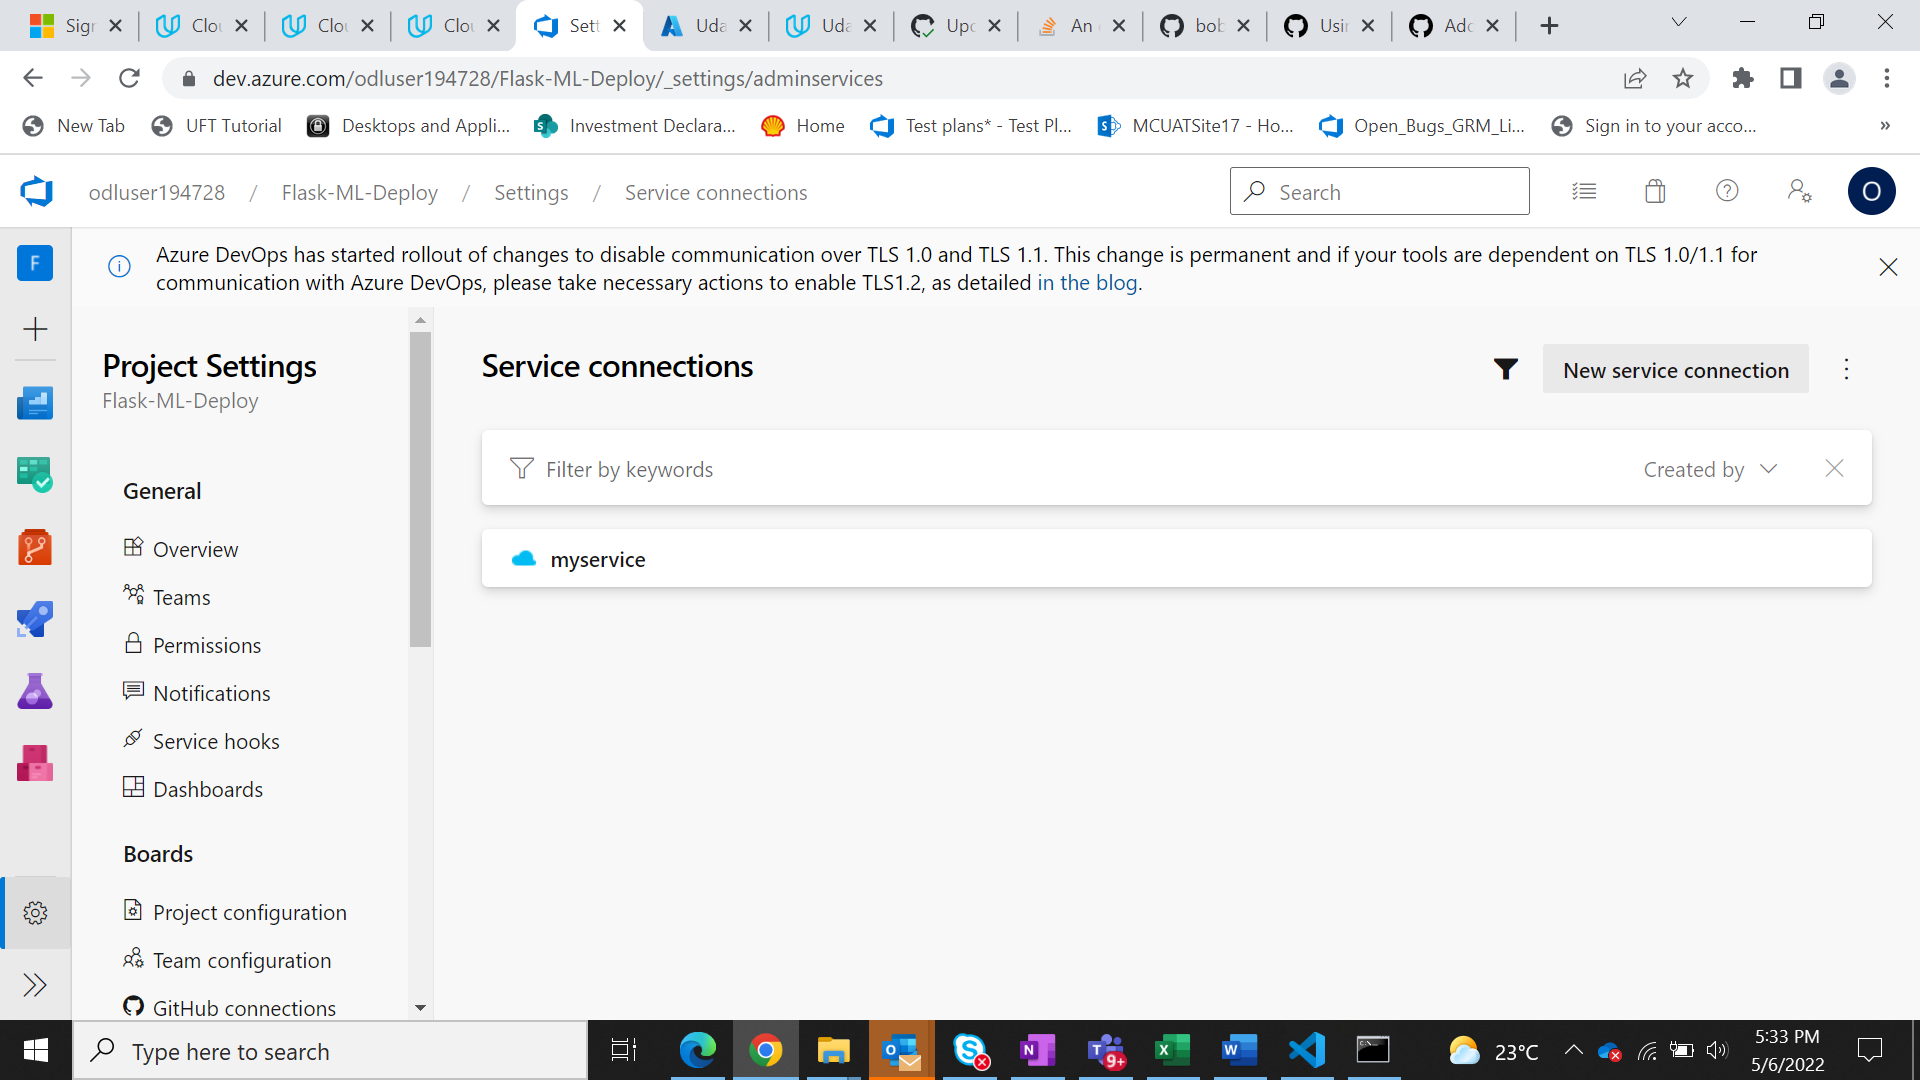 Sign
Clou
Clou
Clou
Sett
Uda
Uda
Upd
An
bob
Usin
Add
dev.azure.com/odluser194728/Flask-ML-Deploy/_settings/adminservices
New Tab
UFT Tutorial
Desktops and Appli...
Investment Declara...
Home
Test plans* - Test Pl...
MCUATSite17 - Ho...
Open_Bugs_GRM_Li...
Sign in to your acco...
»
odluser194728 / Flask-ML-Deploy / Settings / Service connections
Search
O
F
Azure DevOps has started rollout of changes to disable communication over TLS 1.0 and TLS 1.1. This change is permanent and if your tools are dependent on TLS 1.0/1.1 for
communication with Azure DevOps, please take necessary actions to enable TLS1.2, as detailed in the blog.
Project Settings
Flask-ML-Deploy
General
Overview
Teams
Permissions
Notifications
Service hooks
Dashboards
Boards
Project configuration
Team configuration
GitHub connections
Service connections
New service connection
Filter by keywords
Created by
myservice
Type here to search
9+
23°C
5:33 PM
5/6/2022